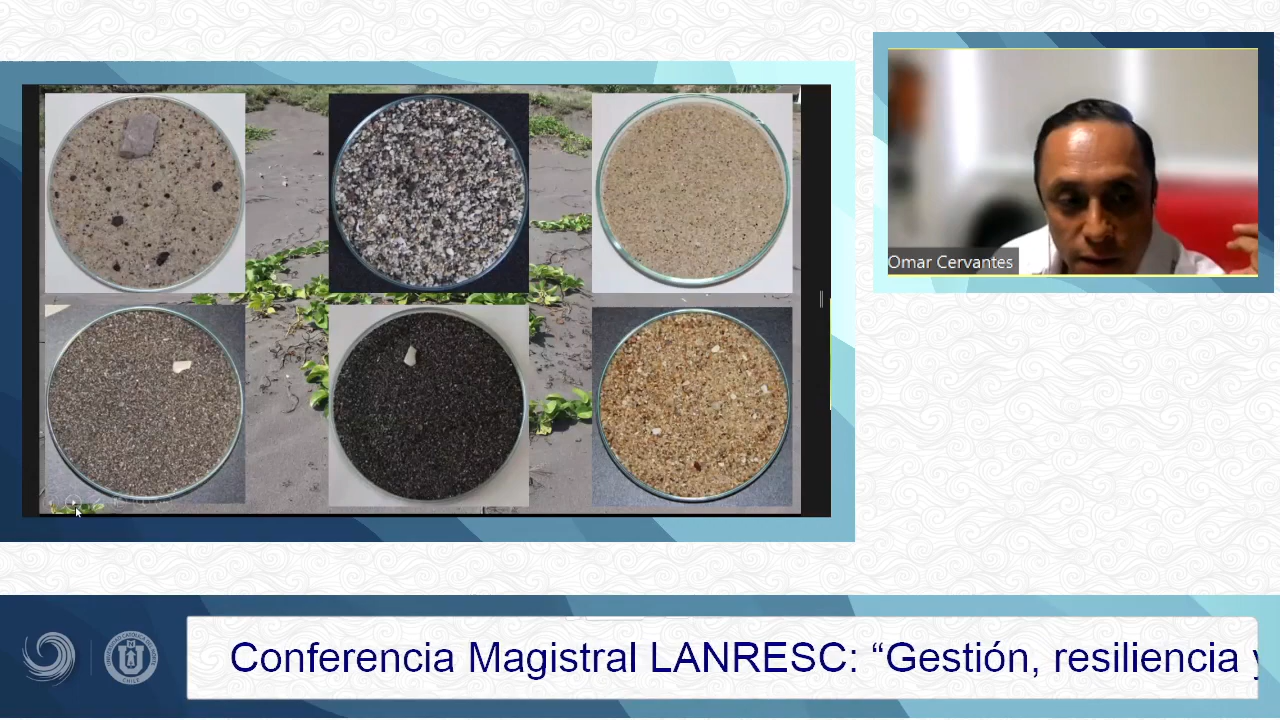 Omar Cervantes
Conferencia Magistral LANRESC: “Gestión, resiliencia y